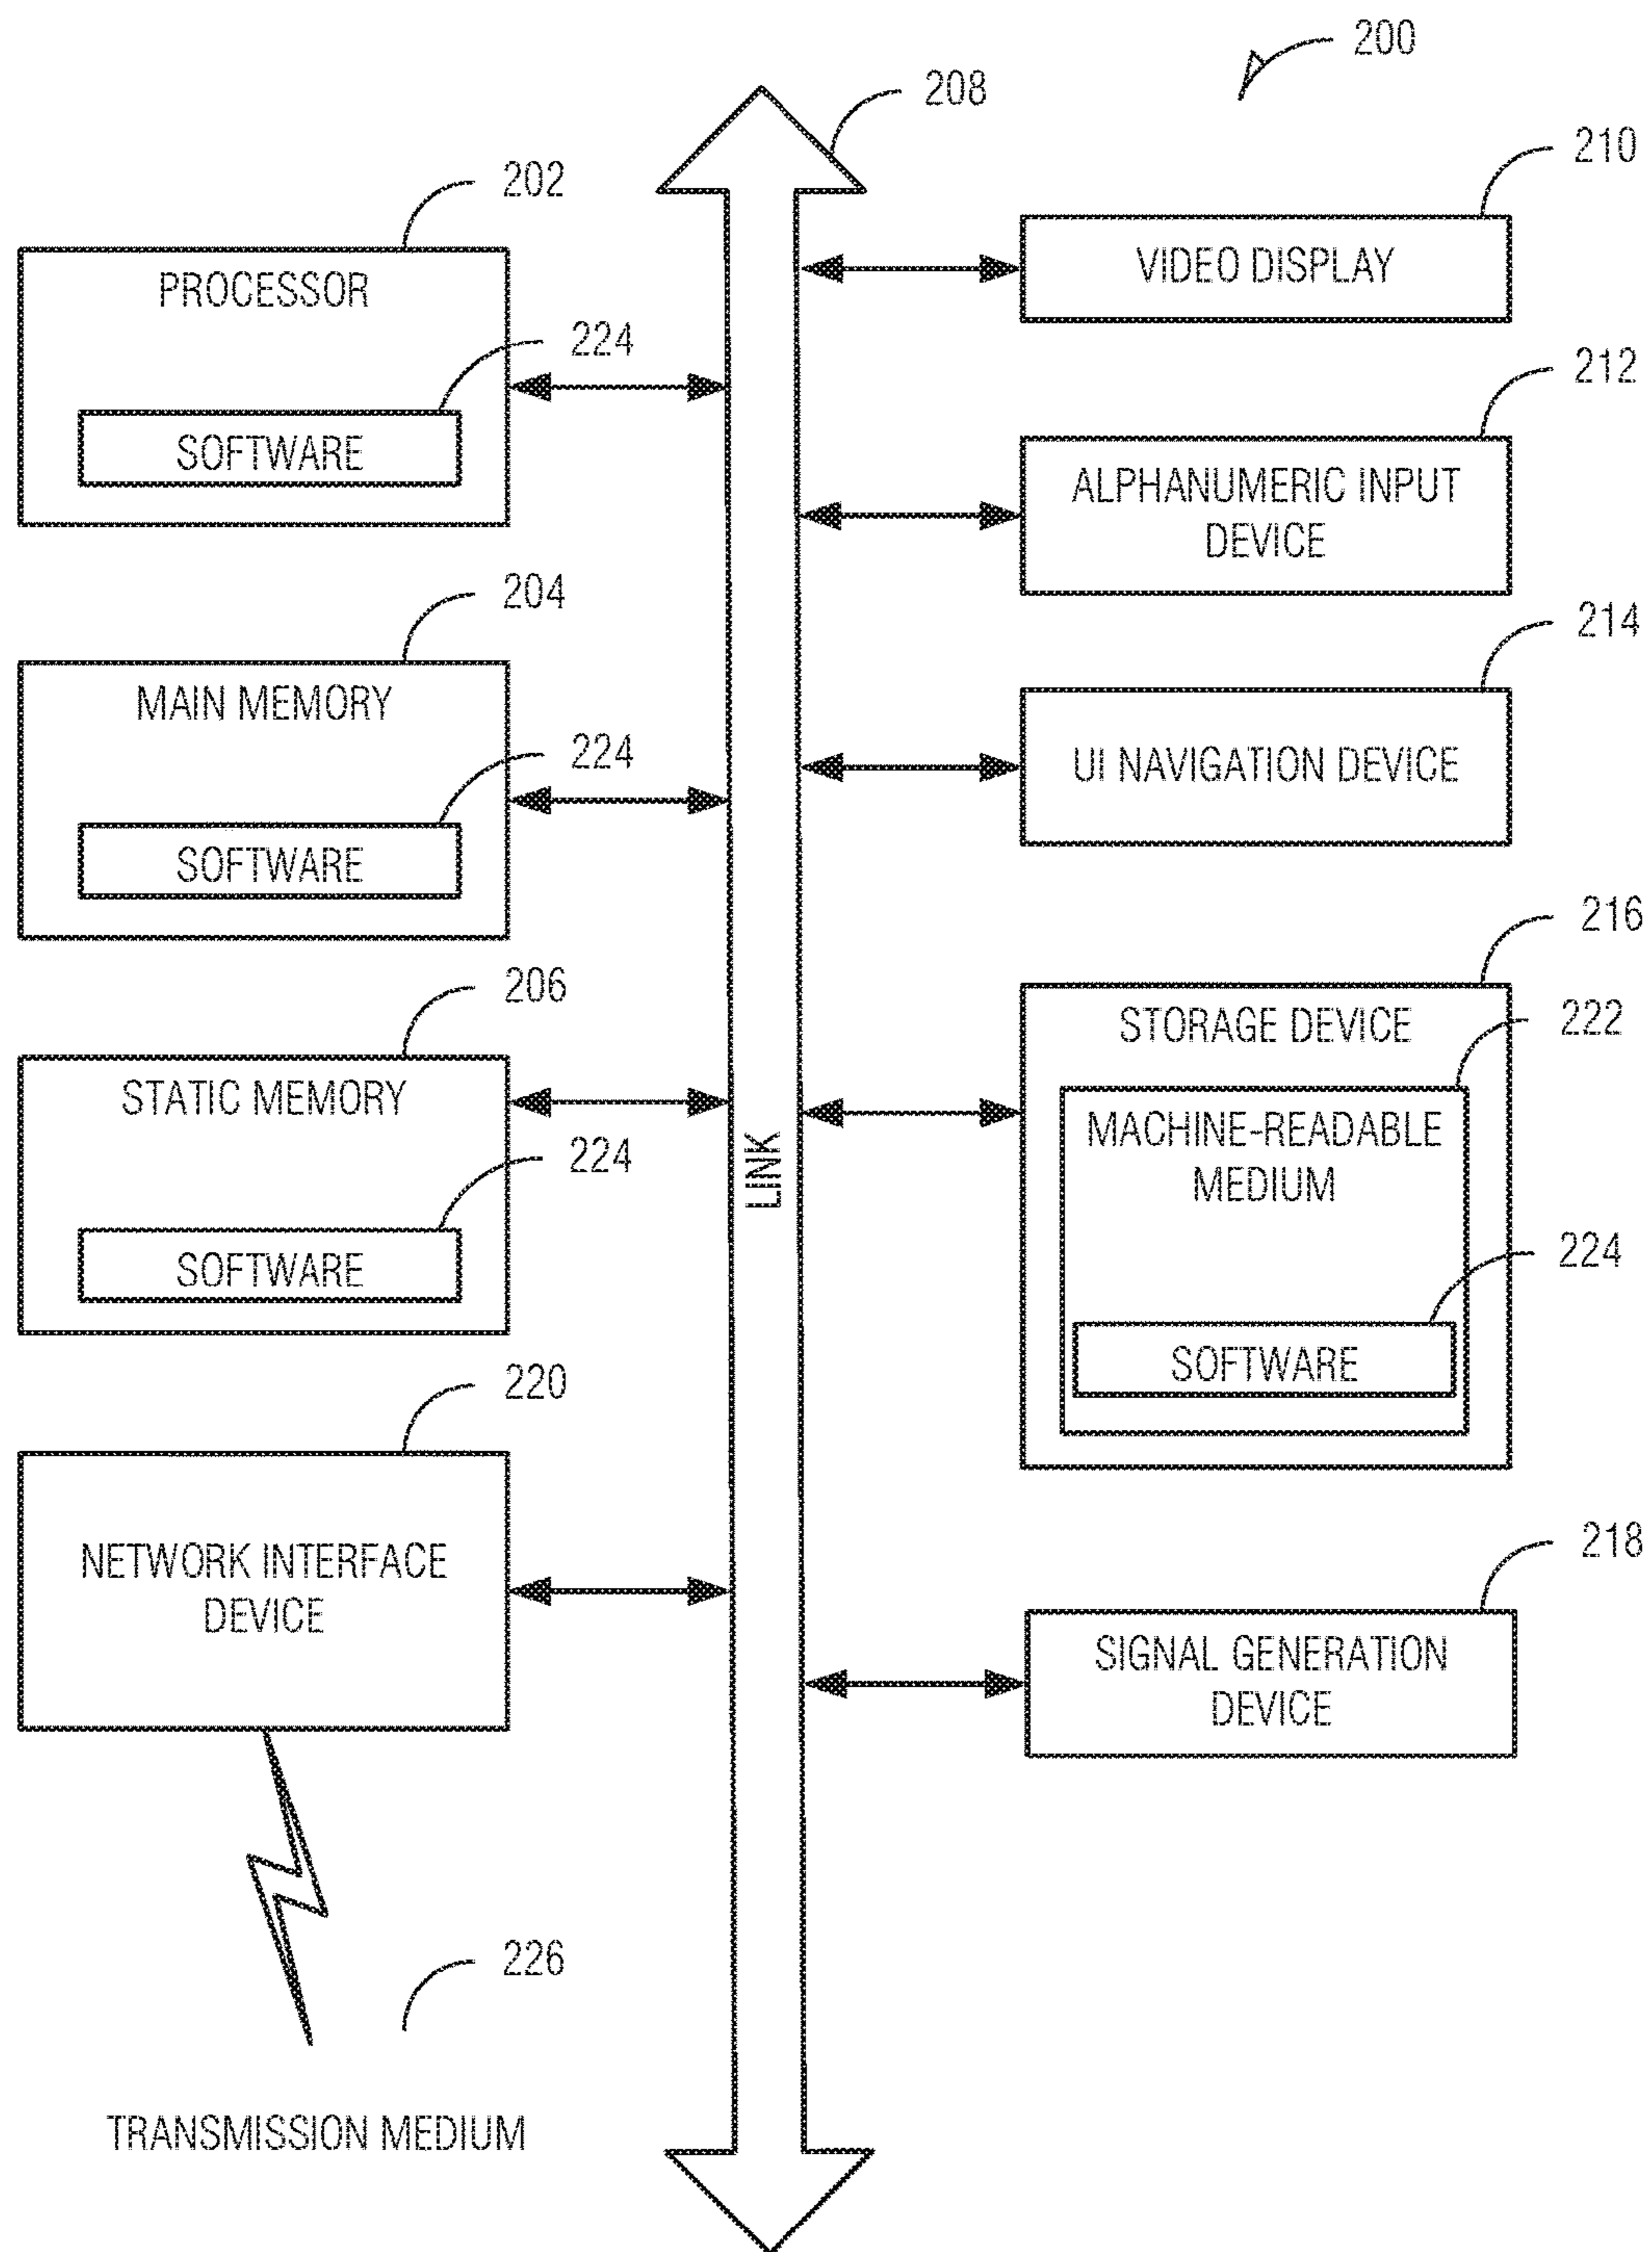 200
208
202
PROCESSOR
224
SOFTWARE
204
MAIN MEMORY
224
SOFTWARE
206
STATIC MEMORY
224
SOFTWARE
220
NETWORK INTERFACE
DEVICE
226
TRANSMISSION MEDIUM
LINK
210
VIDEO DISPLAY
212
ALPHANUMERIC INPUT
DEVICE
214
UI NAVIGATION DEVICE
216
STORAGE DEVICE
222
MACHINE-READABLE
MEDIUM
224
SOFTWARE
218
SIGNAL GENERATION
DEVICE